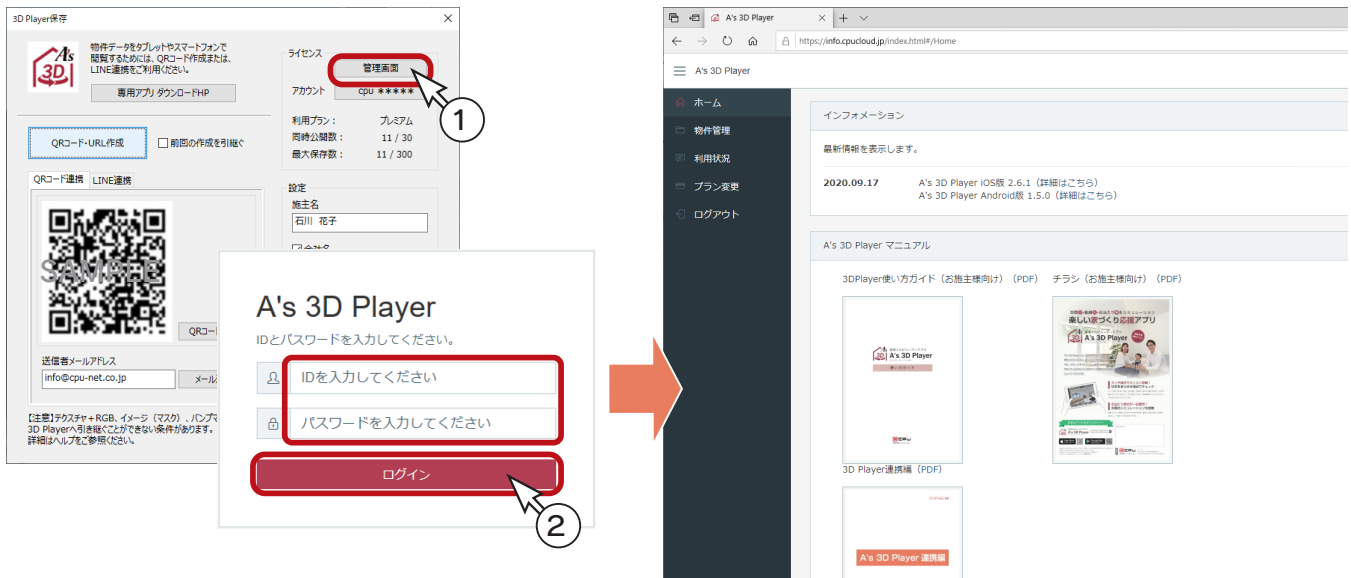 3D Player保存
A's
3D
物件データをタブレットやスマートフォンで
閲覧するためには、QRコード作成または、
LINE連携をご利用ください。
専用アプリ ダウンロードHP
QRコード・URL作成
前回の作成を引継ぐ
QRコード連携
LINE連携
SAMPLE
QRコー
送信者メールアドレス
info@cpu-net.co.jp
メール
【注意】テクスチャ+RGB、イメージ（マスク）、バンプマ
3D Playerへ引き継ぐことができない条件があります。
詳細はヘルプをご参照ください。
ライセンス
管理画面
アカウント
cpu *****
利用プラン： プレミアム
同時公開数： 11 / 30
最大保存数： 11 / 300
設定
施主名
石川 花子
会社名
1
A's 3D Player
IDとパスワードを入力してください。
IDを入力してください
パスワードを入力してください
ログイン
2
A's 3D Player
https://info.cpucloud.jp/index.html#/Home
A's 3D Player
ホーム
物件管理
利用状況
プラン変更
ログアウト
インフォメーション
最新情報を表示します。
2020.09.17 A's 3D Player iOS版 2.6.1（詳細はこちら）
A's 3D Player Android版 1.5.0（詳細はこちら）
A's 3D Player マニュアル
3DPlayer使い方ガイド（お施主様向け）（PDF）
チラシ（お施主様向け）（PDF）
A's 3D Player
使い方ガイド
楽しい家づくり応援アプリ
A's 3D Player
3D Player連携編（PDF）
A's 3D Player 連携編